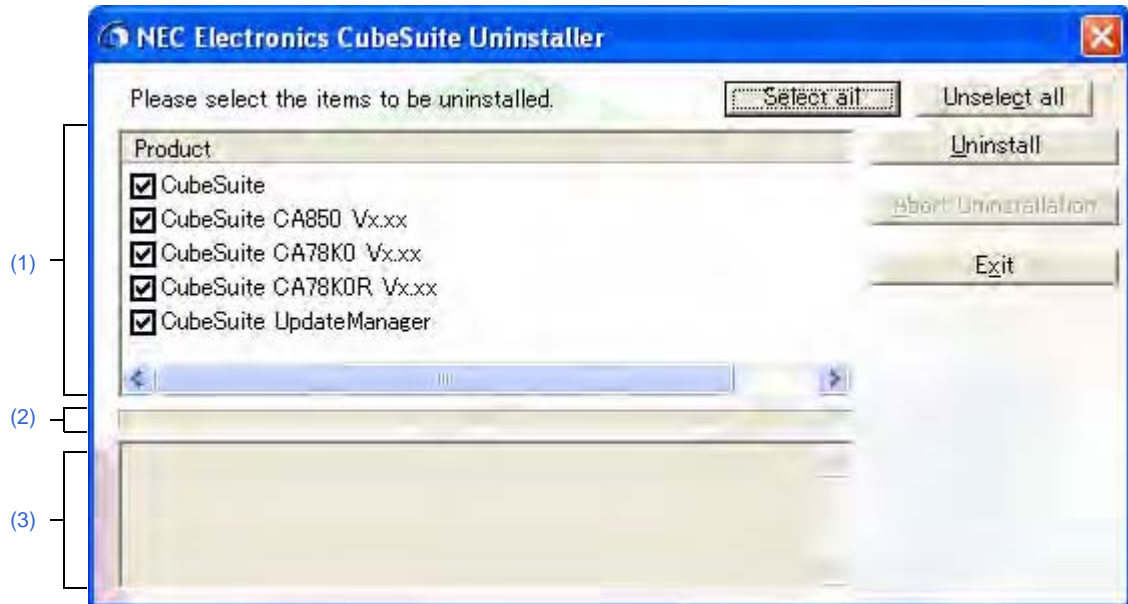 NEC Electronics CubeSuite Uninstaller
Please select the items to be uninstalled.
Select all
Unselect all
Product
Uninstall
CubeSuite
CubeSuite CA850 Vx.xx
Abort Uninstallation
(1)
CubeSuite CA78K0 Vx.xx
Exit
CubeSuite CA78K0R Vx.xx
CubeSuite UpdateManager
(2)
(3)